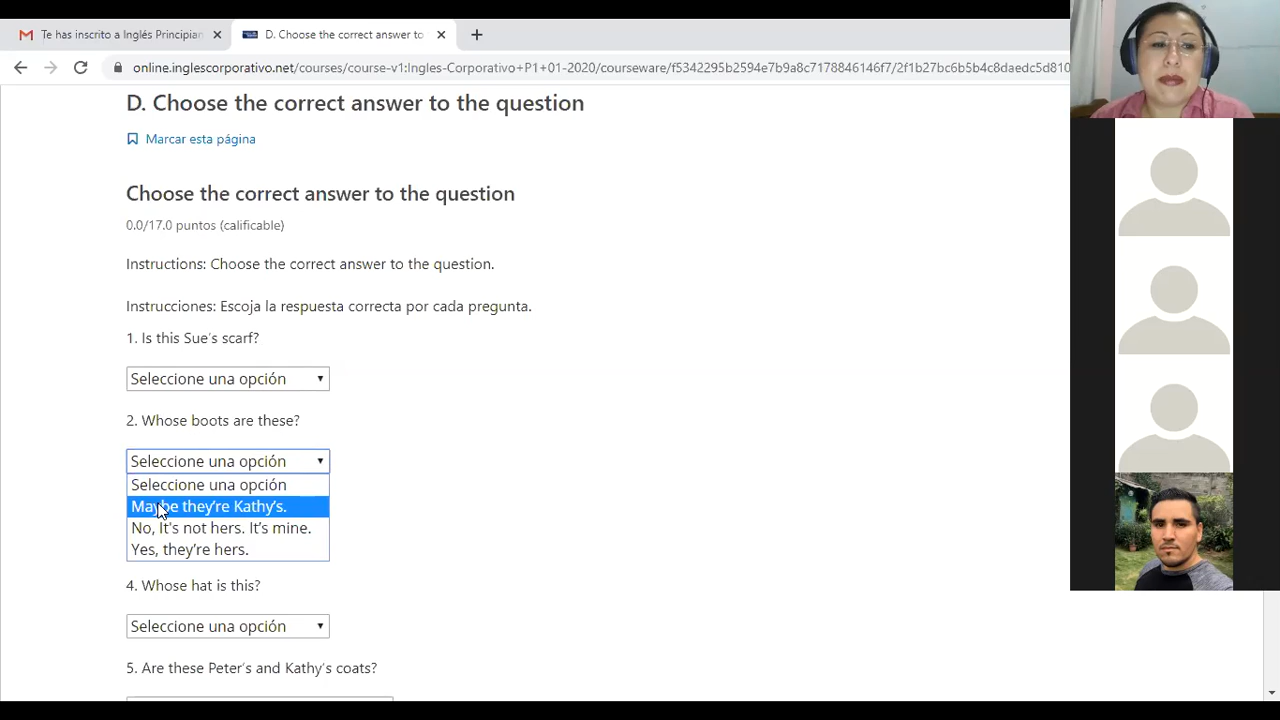 Te has inscrito a Inglés Principian
D. Choose the correct answer to
online.inglescorporativo.net/courses/course-v1:Ingles-Corporativo+P1+01-2020/courseware/f5342295b2594e7b9a8c7178846146f7/2f1b27bc6b5b4c8daedc5d810
D. Choose the correct answer to the question
Marcar esta página
Choose the correct answer to the question
0.0/17.0 puntos (calificable)
Instructions: Choose the correct answer to the question.
Instrucciones: Escoja la respuesta correcta por cada pregunta.
1. Is this Sue's scarf?
Seleccione una opción
2. Whose boots are these?
Seleccione una opción
Seleccione una opción
Maybe they're Kathy's.
No, It's not hers. It's mine.
Yes, they're hers.
4. Whose hat is this?
Seleccione una opción
5. Are these Peter's and Kathy's coats?